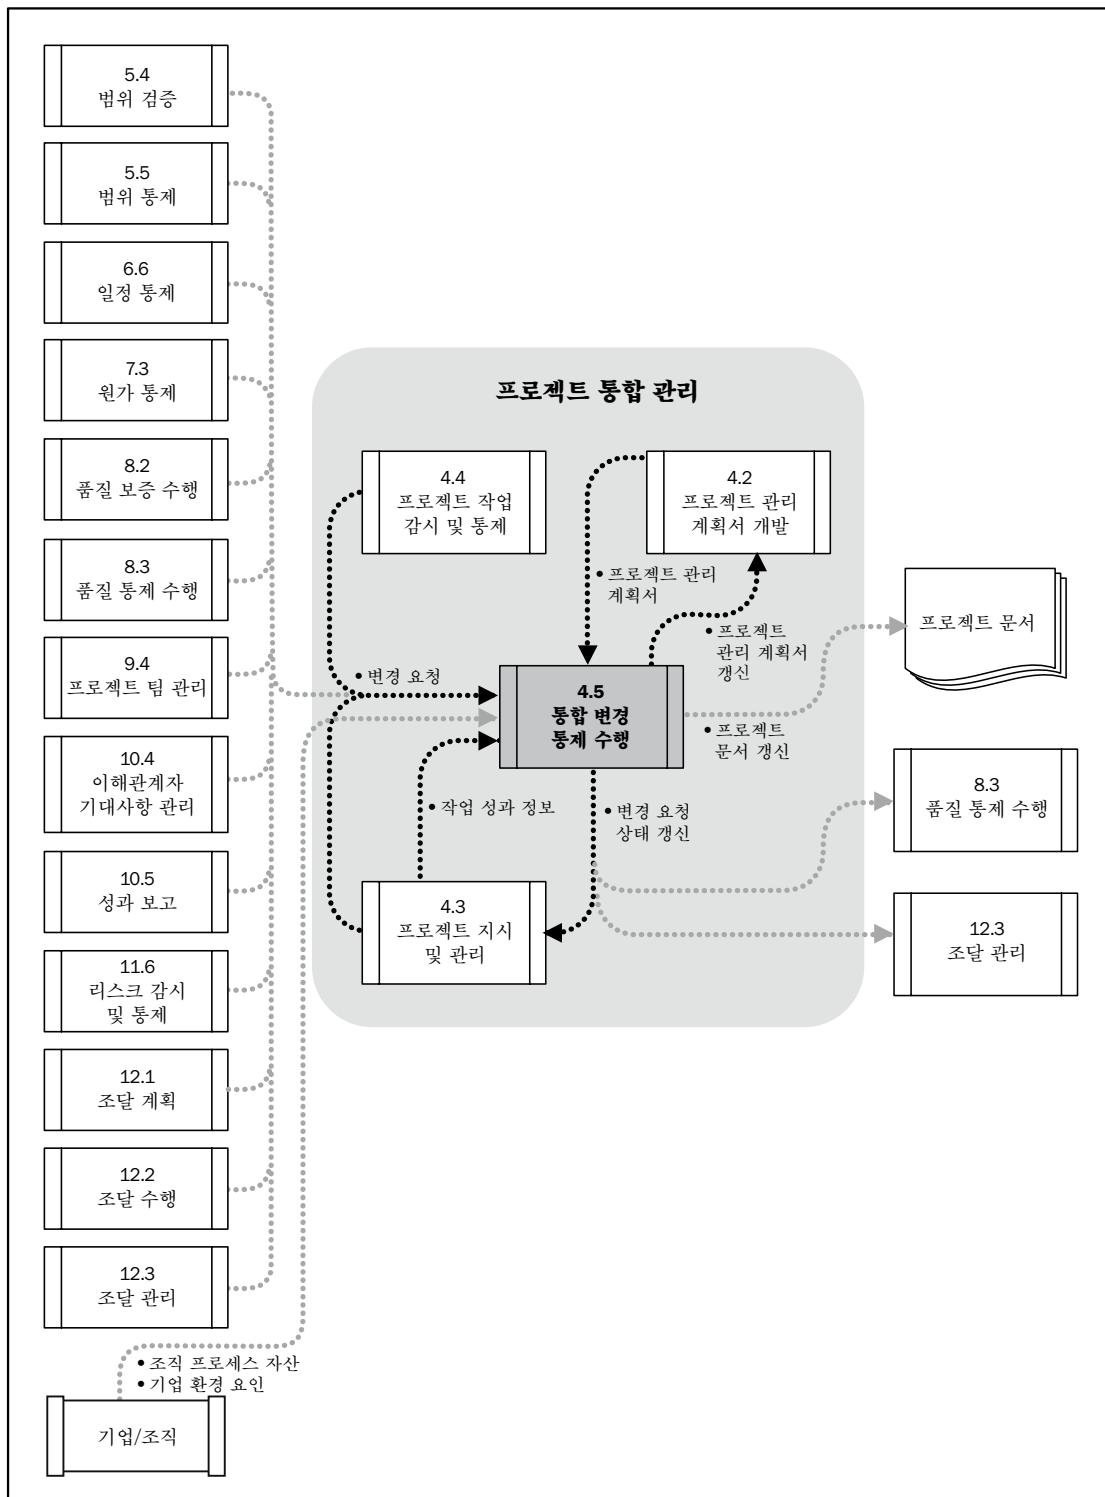 5.4
범위 검증
5.5
범위 통제
6.6
일정 통제
7.3
원가 통제
8.2
품질 보증 수행
8.3
품질 통제 수행
9.4
프로젝트 팀 관리
10.4
이해관계자
기대사항 관리
10.5
성과 보고
11.6
리스크 감시
및 통제
12.1
조달 계획
12.2
조달 수행
12.3
조달 관리
• 조직 프로세스 자산
• 기업 환경 요인
기업/조직
프로젝트 통합 관리
4.4
프로젝트 작업
감시 및 통제
4.2
프로젝트 관리
계획서 개발
• 프로젝트 관리
계획서
• 프로젝트
관리 계획서
갱신
• 변경 요청
4.5
통합 변경
통제 수행
• 프로젝트
문서 갱신
• 작업 성과 정보
• 변경 요청
상태 갱신
4.3
프로젝트 지시
및 관리
프로젝트 문서
8.3
품질 통제 수행
12.3
조달 관리